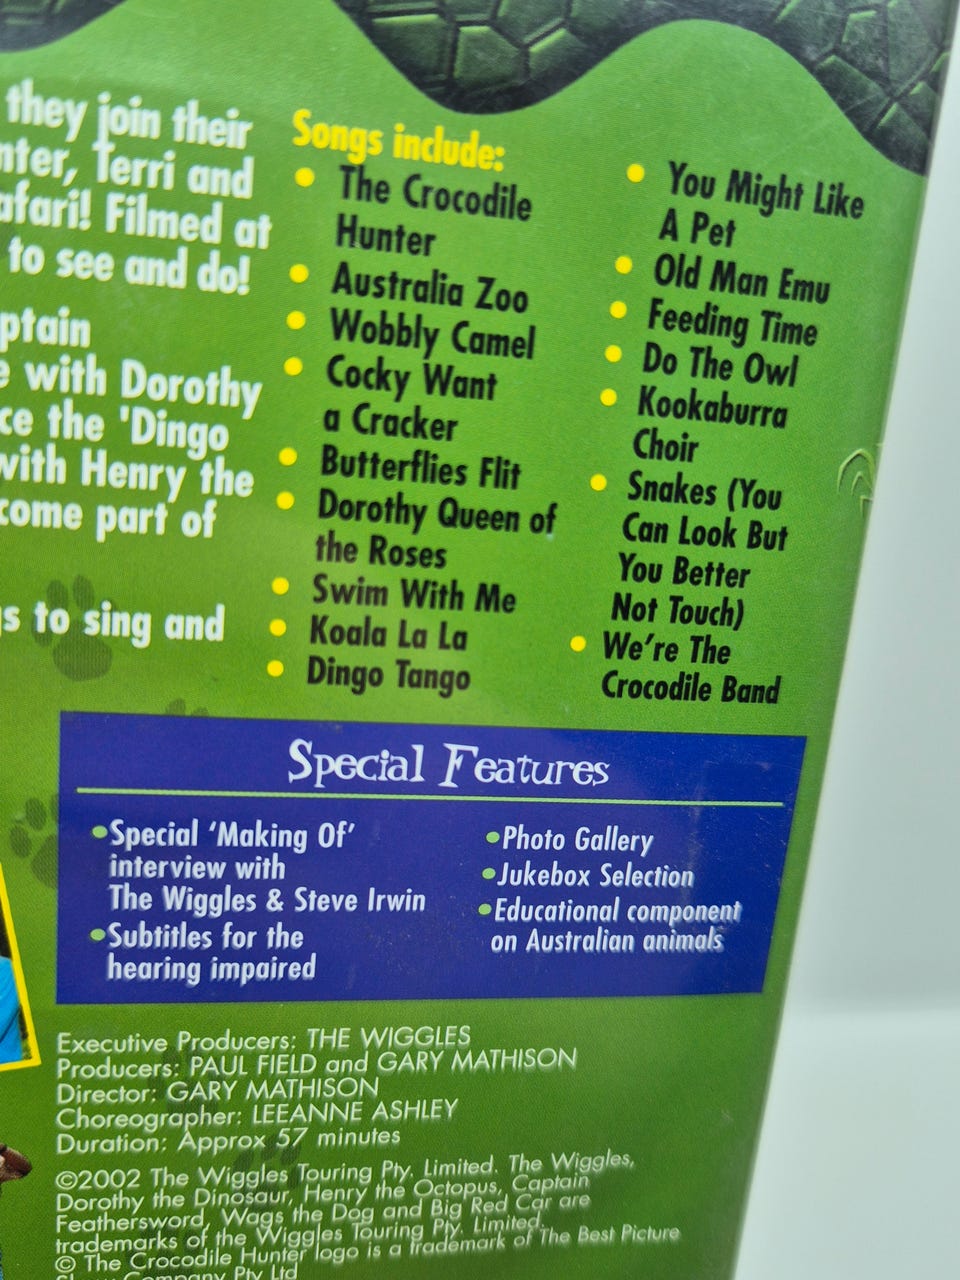 they join their
Terri and
Filmed at
to see and do!
with Dorothy
the 'Dingo
with Henry the
come part of
to sing and
Songs include:
• The Crocodile
Hunter
• Australia Zoo
• Wobbly Camel
• Cocky Want
a Cracker
• Butterflies Flit
• Dorothy Queen of
the Roses
• Swim With Me
• Koala La La
• Dingo Tango
• You Might Like
A Pet
• Old Man Emu
• Feeding Time
• Do The Owl
• Kookaburra
Choir
• Snakes (You
Can Look But
You Better
Not Touch)
• We're The
Crocodile Band
Special Features
•Special 'Making Of'
interview with
The Wiggles & Steve Irwin
•Subtitles for the
hearing impaired
•Photo Gallery
•Jukebox Selection
•Educational component
on Australian animals
Executive Producers: THE WIGGLES
Producers: PAUL FIELD and GARY MATHISON
Director: GARY MATHISON
Choreographer: LEEANNE ASHLEY
Duration: Approx 57 minutes
©2002 The Wiggles Touring Pty. Limited. The Wiggles,
Dorothy the Dinosaur, Henry the Octopus, Captain
Feathersword, Wags the Dog and Big Red Car are
trademarks of the Wiggles Touring Pty. Limited.
© The Crocodile Hunter logo is a trademark of The Best Picture
Show Company Pty Ltd